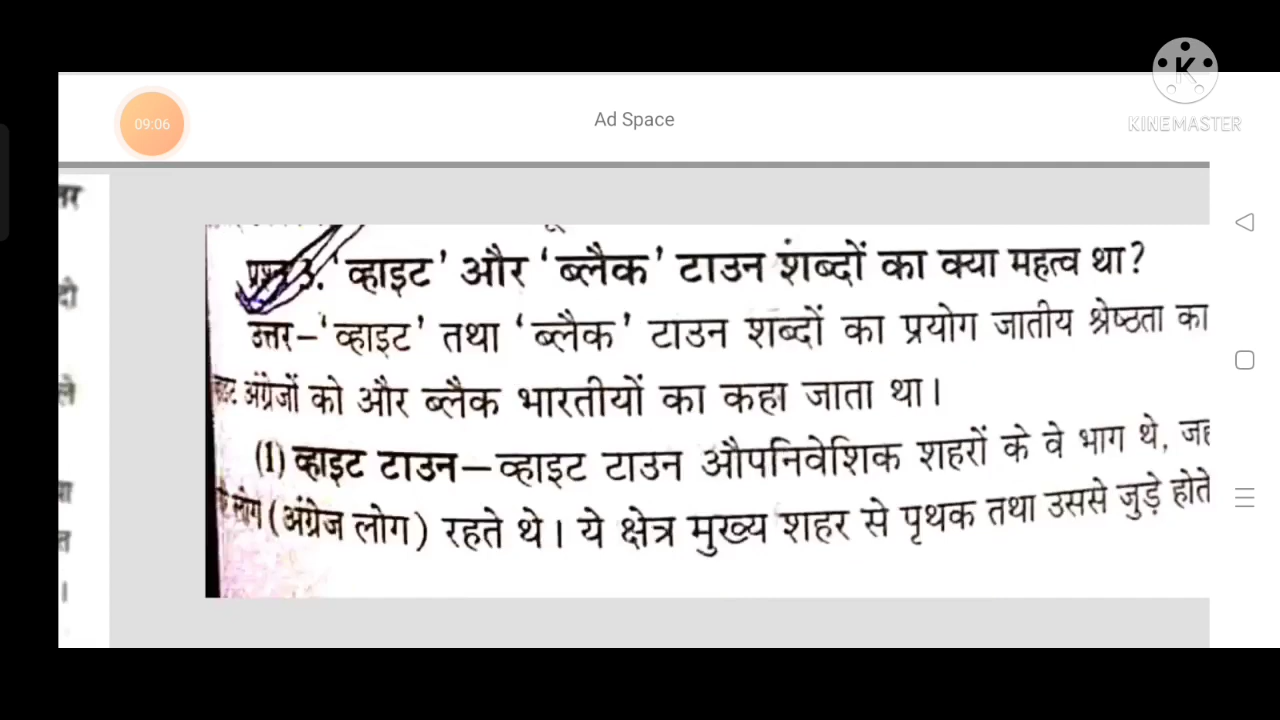 KINEMASTER
09:06
Ad Space
प्रश्न 3. 'व्हाइट' और 'ब्लैक' टाउन शब्दों का क्या महत्व था?
उत्तर–'व्हाइट' तथा 'ब्लैक' टाउन शब्दों का प्रयोग जातीय श्रेष्ठता का
अंग्रेजों को और ब्लैक भारतीयों का कहा जाता था।
(1) व्हाइट टाउन–व्हाइट टाउन औपनिवेशिक शहरों के वे भाग थे,
लोग (अंग्रेज लोग) रहते थे। ये क्षेत्र मुख्य शहर से पृथक तथा उससे जुड़े होते